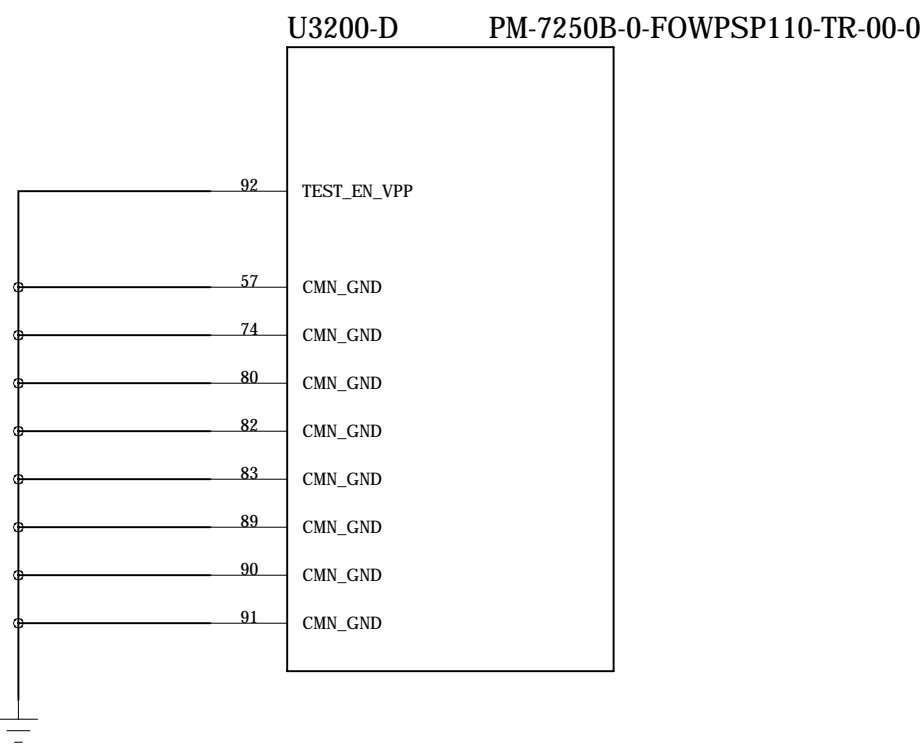 U3200-D PM-7250B-0-FOWPSP110-TR-00-0
92 TEST_EN_VPP
57 CMN_GND
74 CMN_GND
80 CMN_GND
82 CMN_GND
83 CMN_GND
89 CMN_GND
90 CMN_GND
91 CMN_GND